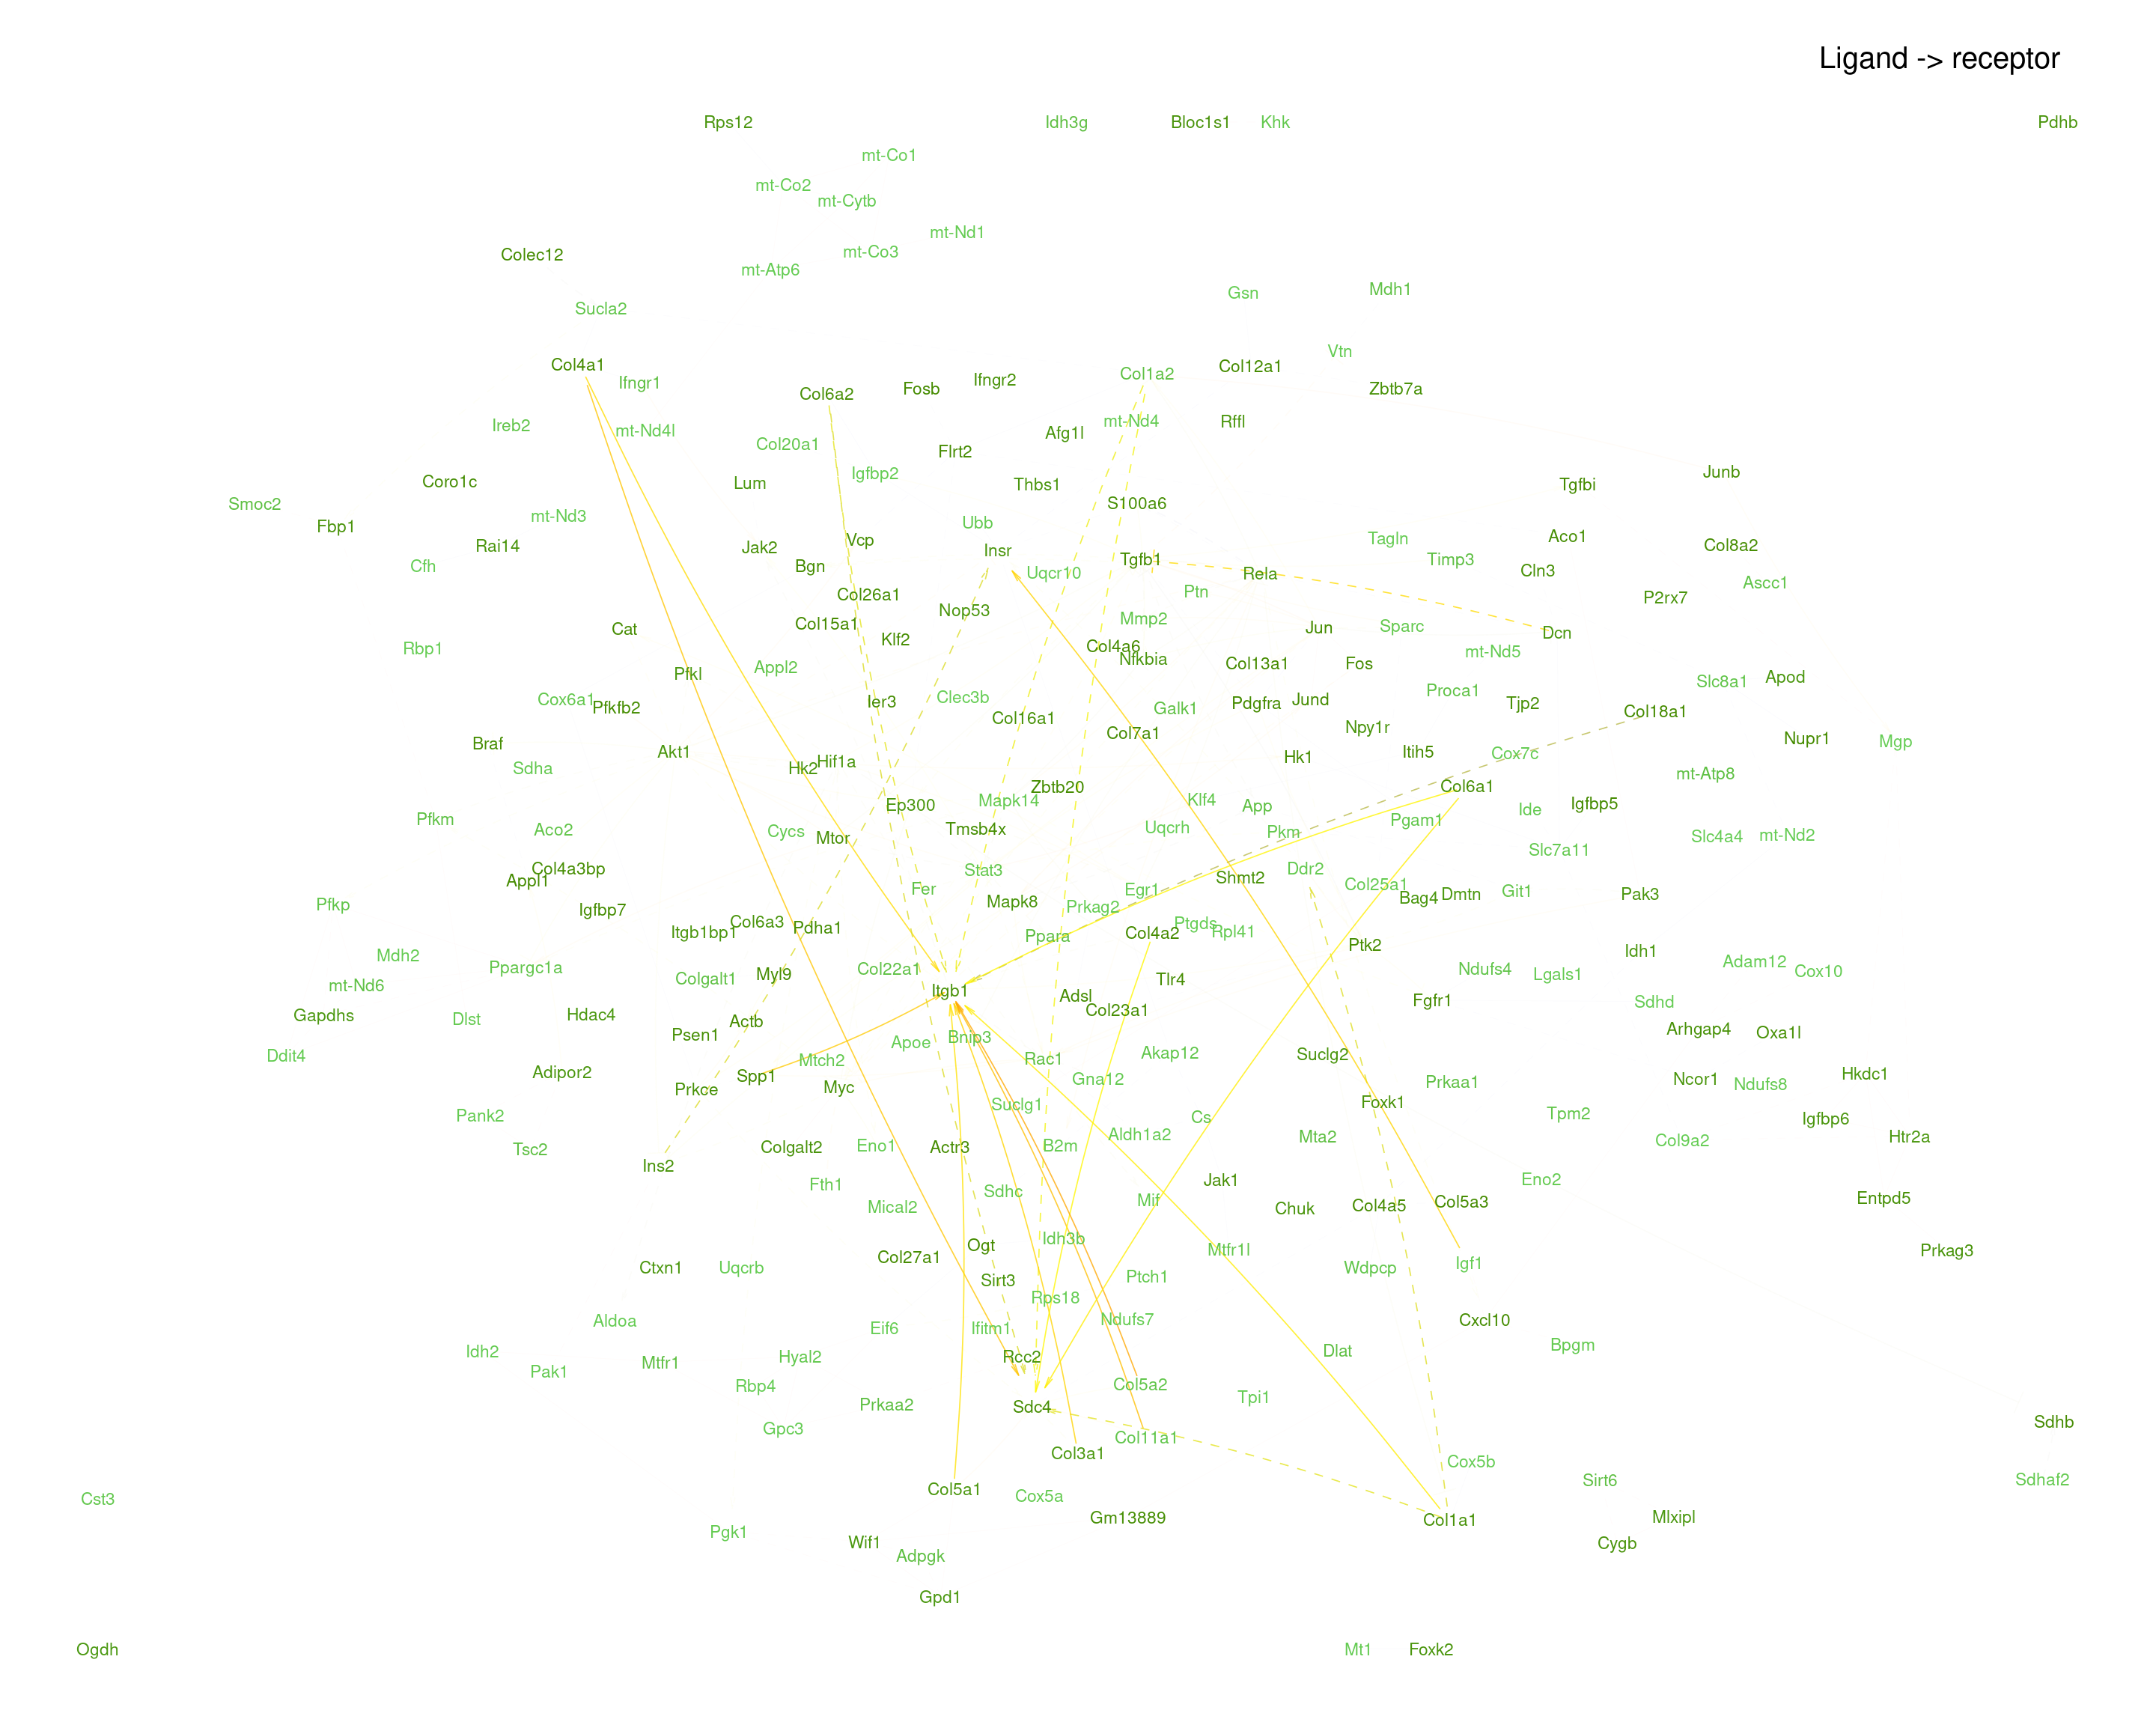 Ligand -> receptor
Rps12
Idh3g
Bloc1s1
Khk
Pdhb
mt-Co1
mt-Co2
mt-Cytb
mt-Nd1
mt-Co3
Colec12
mt-Atp6
Gsn
Mdh1
Sucla2
Vtn
Col4a1
Ifngr1
Col6a2
Fosb
Ifngr2
Col1a2
Col12a1
Zbtb7a
Ireb2
mt-Nd4l
Col20a1
Afg1l
mt-Nd4
Rffl
Flrt2
Coro1c
Lum
Igfbp2
Thbs1
Tgfbi
Junb
Smoc2
Fbp1
mt-Nd3
Ubb
S100a6
Rai14
Jak2
Vcp
Insr
Tgfb1
Tagln
Timp3
Aco1
Col8a2
Cfh
Bgn
Uqcr10
Rela
Cln3
Ascc1
Col26a1
Nop53
Ptn
P2rx7
Cat
Col15a1
Klf2
Mmp2
Jun
Sparc
Dcn
Rbp1
Appl2
Col4a6
Nfkbia
Col13a1
Fos
mt-Nd5
Pfkl
Cox6a1
Pfkfb2
Ier3
Clec3b
Galk1
Pdgfra
Jund
Proca1
Tjp2
Slc8a1
Apod
Col18a1
Col16a1
Col7a1
Npy1r
Braf
Akt1
Hk1
Itih5
Cox7c
Nupr1
Mgp
Sdha
Hk2
Hif1a
Zbtb20
Col6a1
mt-Atp8
Ep300
Mapk14
Klf4
App
Ide
Igfbp5
Pfkm
Aco2
Cycs
Mtor
Tmsb4x
Uqcrh
Pkm
Pgam1
Slc4a4
mt-Nd2
Col4a3bp
Appl1
Stat3
Shmt2
Ddr2
Slc7a11
Pfkp
Igfbp7
Fer
Mapk8
Egr1
Prkag2
Col25a1
Bag4
Dmtn
Git1
Pak3
Itgb1bp1
Col6a3
Pdha1
Ppara
Col4a2
Ptgds
Rpl41
Ptk2
Idh1
Mdh2
mt-Nd6
Ppargc1a
Colgalt1
Myl9
Col22a1
Itgb1
Tlr4
Ndufs4
Lgals1
Adam12
Cox10
Gapdhs
Dlst
Hdac4
Actb
Psen1
Adsl
Col23a1
Fgfr1
Sdhd
Arhgap4
Oxa1l
Ddit4
Adipor2
Prkce
Spp1
Mtch2
Myc
Apoe
Bnip3
Rac1
Gna12
Akap12
Suclg2
Prkaa1
Ncor1
Ndufs8
Hkdc1
Pank2
Suclg1
Cs
Foxk1
Tpm2
Igfbp6
Tsc2
Ins2
Colgalt2
Eno1
Actr3
B2m
Aldh1a2
Mta2
Col9a2
Htr2a
Fth1
Mical2
Sdhc
Mif
Jak1
Chuk
Col4a5
Col5a3
Eno2
Entpd5
Ctxn1
Uqcrb
Col27a1
Ogt
Sirt3
Idh3b
Ptch1
Mtfr1l
Wdpcp
Igf1
Prkag3
Aldoa
Eif6
Ifitm1
Rps18
Ndufs7
Cxcl10
Idh2
Pak1
Mtfr1
Hyal2
Rcc2
Dlat
Bpgm
Rbp4
Gpc3
Prkaa2
Sdc4
Col5a2
Tpi1
Col11a1
Col3a1
Sdhb
Cst3
Col5a1
Cox5a
Cox5b
Sirt6
Sdhaf2
Pgk1
Wif1
Adpgk
Gm13889
Col1a1
Mlxipl
Cygb
Gpd1
Ogdh
Mt1
Foxk2